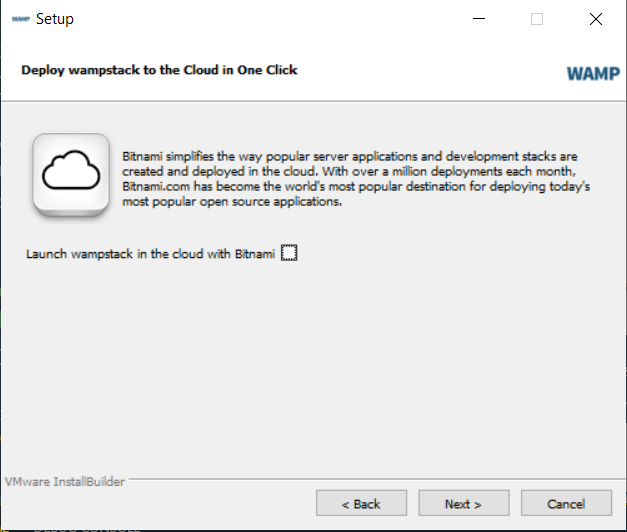 WAMP Setup
Deploy wampstack to the Cloud in One Click
WAMP
Bitnami simplifies the way popular server applications and development stacks are
created and deployed in the cloud. With over a million deployments each month,
Bitnami.com has become the world's most popular destination for deploying today's
most popular open source applications.
Launch wampstack in the cloud with Bitnami
VMware InstallBuilder
< Back Next > Cancel